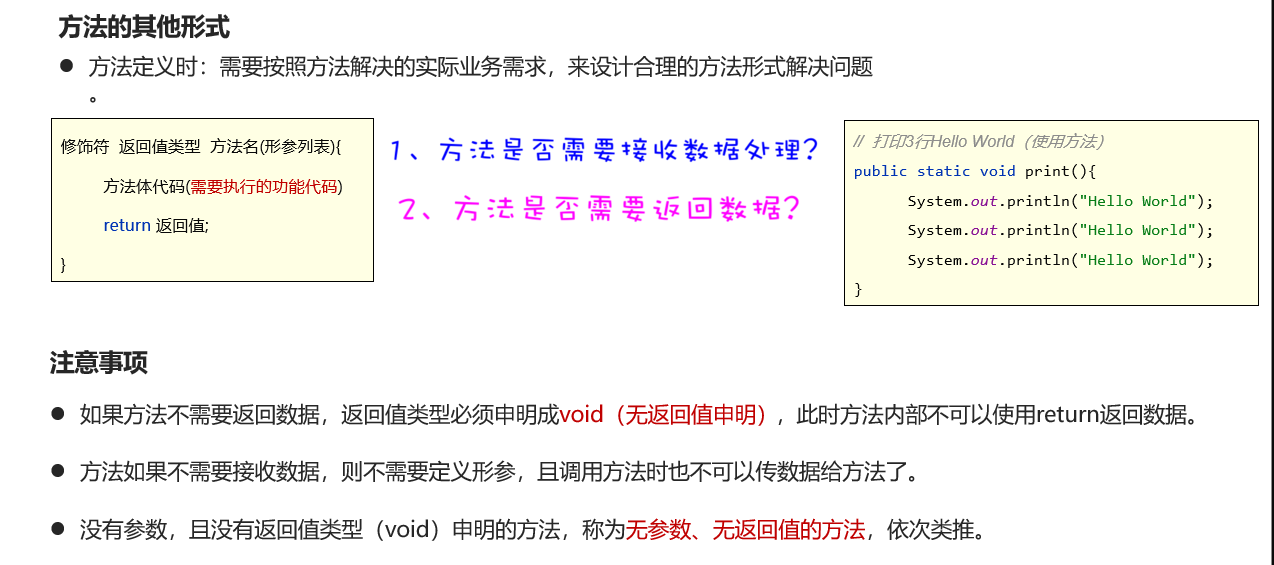 方法的其他形式
● 方法定义时：需要按照方法解决的实际业务需求，来设计合理的方法形式解决问题
。
修饰符 返回值类型 方法名(形参列表){
方法体代码(需要执行的功能代码)
return 返回值;
}
1、方法是否需要接收数据处理？
2、方法是否需要返回数据？
// 打印3行Hello World（使用方法）
public static void print(){
System.out.println("Hello World");
System.out.println("Hello World");
System.out.println("Hello World");
}
注意事项
● 如果方法不需要返回数据，返回值类型必须申明成void（无返回值申明），此时方法内部不可以使用return返回数据。
● 方法如果不需要接收数据，则不需要定义形参，且调用方法时也不可以传数据给方法了。
● 没有参数，且没有返回值类型（void）申明的方法，称为无参数、无返回值的方法，依次类推。